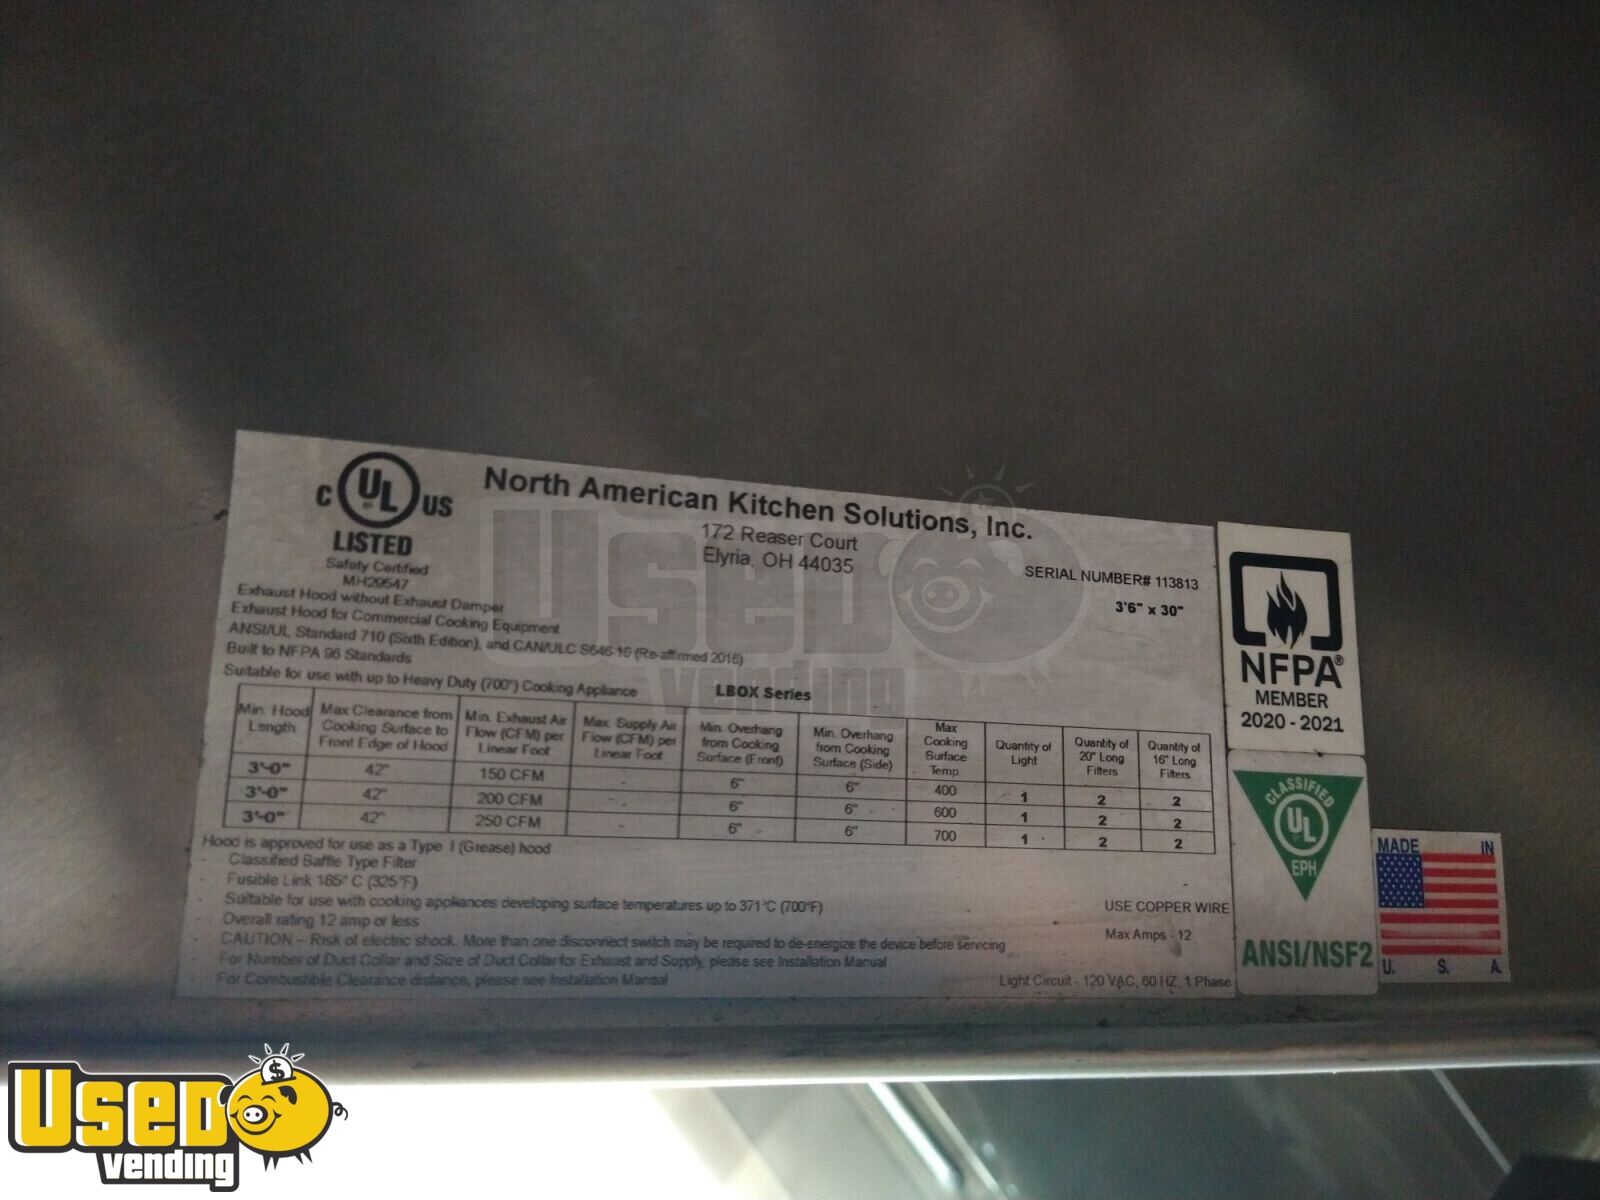 C UL US
LISTED
Safety Certified
MH29547
North American Kitchen Solutions, Inc.
172 Reaser Court
Elyria, OH 44035
SERIAL NUMBER# 113813
3'6" x 30"
Exhaust Hood without Exhaust Damper
Exhaust Hood for Commercial Cooking Equipment
ANSI/UL Standard 710 (Sixth Edition), and CAN/ULC S646-10 (Re-affirmed 2016)
Built to NFPA 96 Standards
Suitable for use with up to Heavy Duty (700°) Cooking Appliance
LBOX Series
Min. Hood Length
Max Clearance from Cooking Surface to Front Edge of Hood
Min. Exhaust Air Flow (CFM) per Linear Foot
Max. Supply Air Flow (CFM) per Linear Foot
Min. Overhang from Cooking Surface (Front)
Min. Overhang from Cooking Surface (Side)
Max Cooking Surface Temp.
Quantity of Light
Quantity of 20" Long Filters
Quantity of 16" Long Filters
3'-0" 42" 150 CFM - 6" 6" 400 1 2 2
3'-0" 42" 200 CFM - 6" 6" 600 1 2 2
3'-0" 42" 250 CFM - 6" 6" 700 1 2 2
Hood is approved for use as a Type I (Grease) hood
- Classified Baffle Type Filter
- Fusible Link 165° C (325°F)
- Suitable for use with cooking appliances developing surface temperatures up to 371°C (700°F)
- Overall rating 12 amp or less
- CAUTION – Risk of electric shock. More than one disconnect switch may be required to de-energize the device before servicing
- For Number of Duct Collar and Size of Duct Collar for Exhaust and Supply, please see Installation Manual
- For Combustible Clearance distance, please see Installation Manual
USE COPPER WIRE
Max Amps - 12
Light Circuit - 120 VAC, 60 HZ, 1 Phase
NFPA®
MEMBER
2020 - 2021
CLASSIFIED
UL
EPH
ANSI/NSF2
MADE IN
U. S. A.
USED
vending
USED
vending